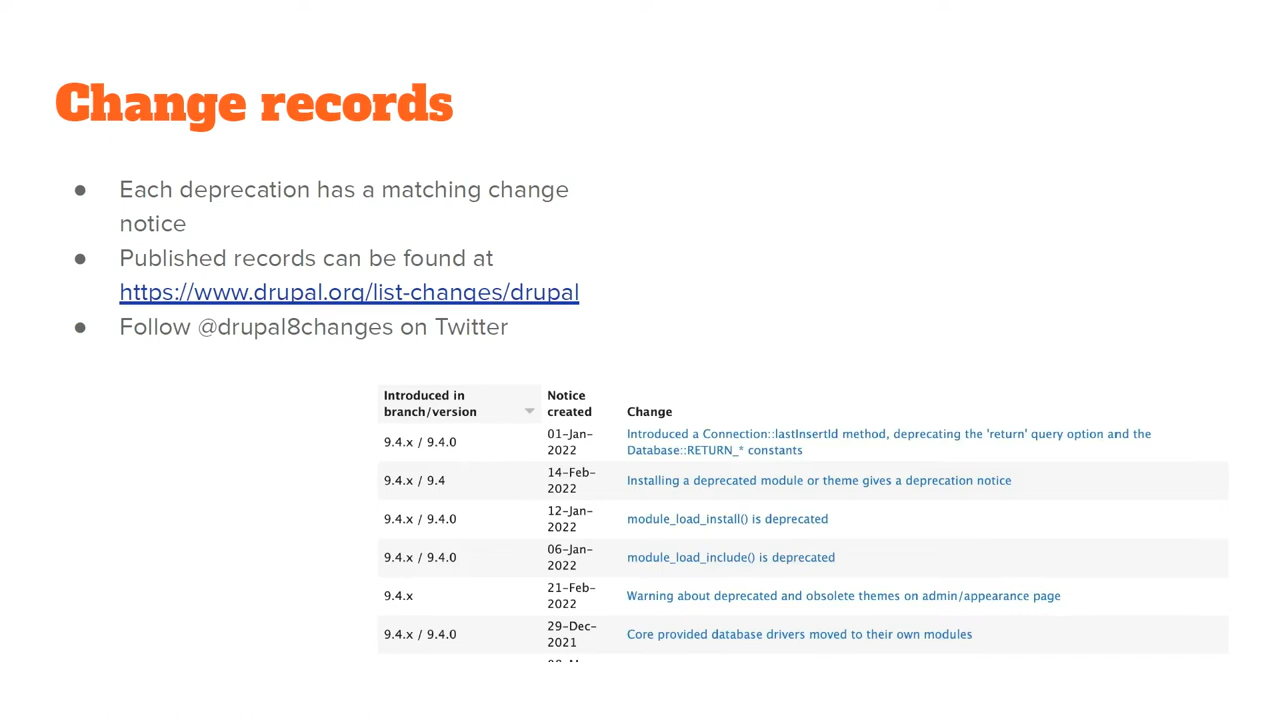 Change records
● Each deprecation has a matching change
notice
● Published records can be found at
https://www.drupal.org/list-changes/drupal
● Follow @drupal8changes on Twitter
Introduced in branch/version Notice created Change
9.4.x / 9.4.0 01-Jan-2022 Introduced a Connection::lastInsertId method, deprecating the 'return' query option and the
Database::RETURN_* constants
9.4.x / 9.4 14-Feb-2022 Installing a deprecated module or theme gives a deprecation notice
9.4.x / 9.4.0 12-Jan-2022 module_load_install() is deprecated
9.4.x / 9.4.0 06-Jan-2022 module_load_include() is deprecated
9.4.x 21-Feb-2022 Warning about deprecated and obsolete themes on admin/appearance page
9.4.x / 9.4.0 29-Dec-2021 Core provided database drivers moved to their own modules